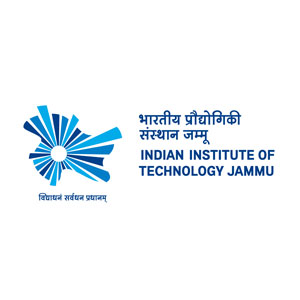 भारतीय प्रौद्योगिकी
संस्थान जम्मू
INDIAN INSTITUTE OF
TECHNOLOGY JAMMU
विद्याधनं सर्वधन प्रधानम्